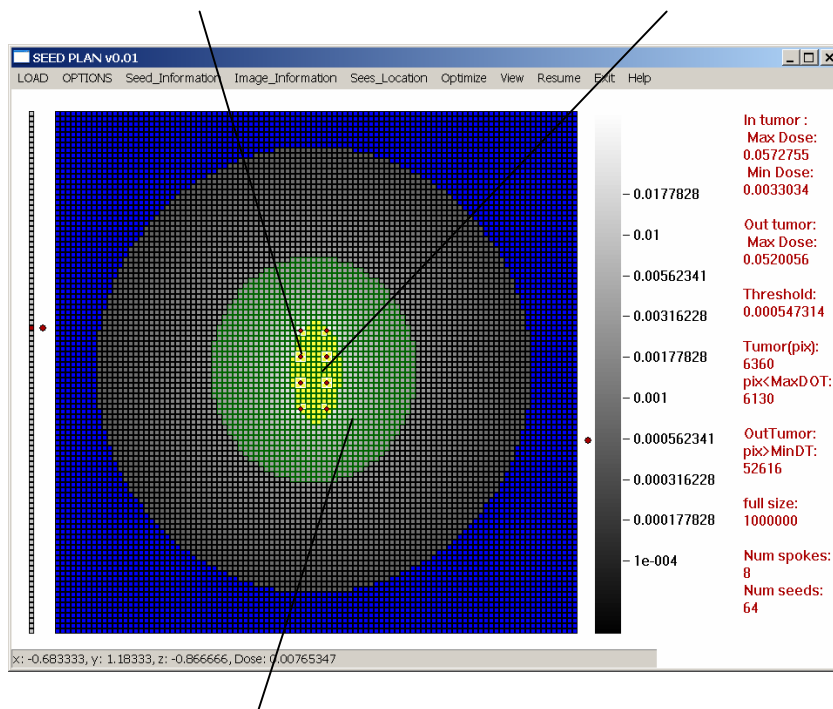 SEED PLAN v0.01
LOAD OPTIONS Seed_Information Image_Information Sees_Location Optimize View Resume Exit Help
0.0177828
0.01
0.00562341
0.00316228
0.00177828
0.001
0.000562341
0.000316228
0.000177828
1e-004
In tumor :
Max Dose:
0.0572755
Min Dose:
0.0033034
Out tumor:
Max Dose:
0.0520056
Threshold:
0.000547314
Tumor(pix):
6360
pix<MaxDOT:
6130
OutTumor:
pix>MinDT:
52616
full size:
1000000
Num spokes:
8
Num seeds:
64
x: -0.683333, y: 1.18333, z: -0.866666, Dose: 0.00765347